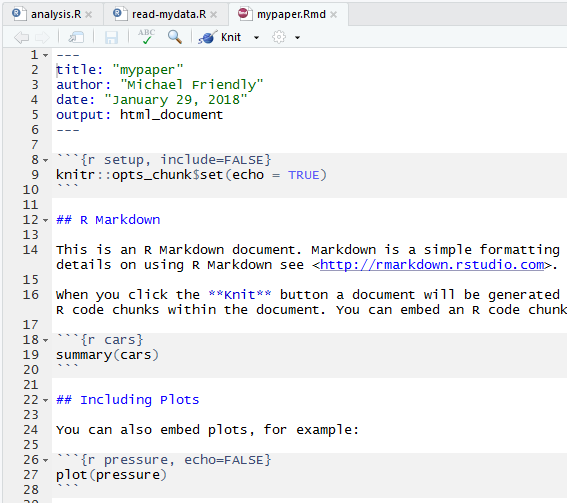 analysis.R × read-mydata.R × mypaper.Rmd ×
ABC Knit
1 ---
2 title: "mypaper"
3 author: "Michael Friendly"
4 date: "January 29, 2018"
5 output: html_document
6 ---
7
8 ```{r setup, include=FALSE}
9 knitr::opts_chunk$set(echo = TRUE)
10 ```
11
12 ## R Markdown
13
14 This is an R Markdown document. Markdown is a simple formatting
details on using R Markdown see <http://rmarkdown.rstudio.com>.
15
16 When you click the **Knit** button a document will be generated
R code chunks within the document. You can embed an R code chunk
17
18 ```{r cars}
19 summary(cars)
20 ```
21
22 ## Including Plots
23
24 You can also embed plots, for example:
25
26 ```{r pressure, echo=FALSE}
27 plot(pressure)
28 ```